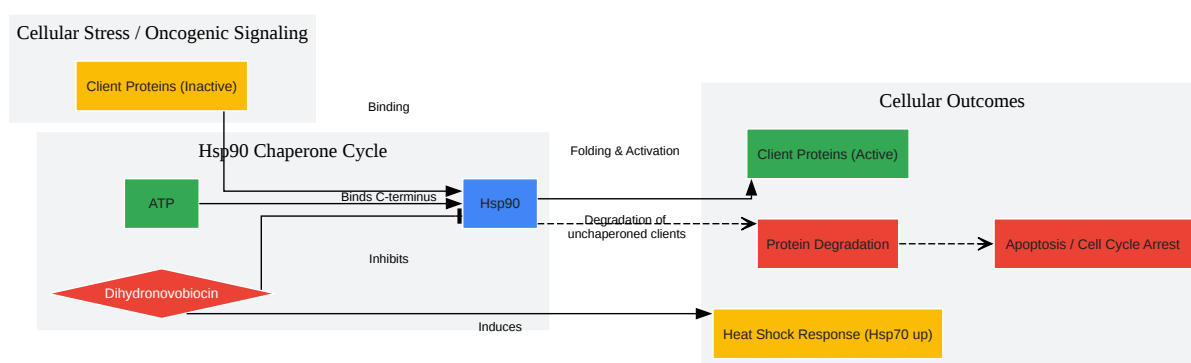 Cellular Stress / Oncogenic Signaling
Client Proteins (Inactive)
Binding
Cellular Outcomes
Hsp90 Chaperone Cycle
Folding & Activation
Client Proteins (Active)
ATP
Binds C-terminus
Hsp90
Degradation of
unchaperoned clients
Protein Degradation
Apoptosis / Cell Cycle Arrest
Inhibits
Dihydronovobiocin
Induces
Heat Shock Response (Hsp70 up)